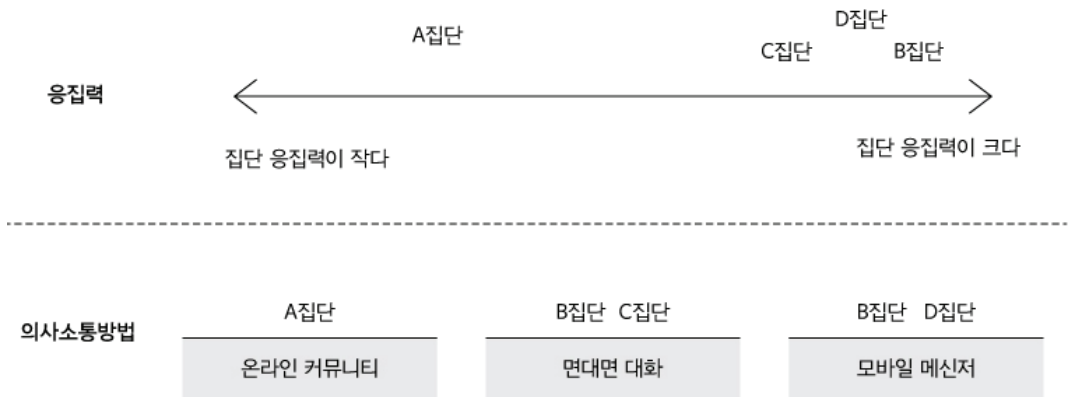 D집단
A집단
C집단 B집단
응집력
집단 응집력이 작다
집단 응집력이 크다
A집단
B집단 C집단
B집단 D집단
의사소통방법
온라인 커뮤니티
면대면 대화
모바일 메신저